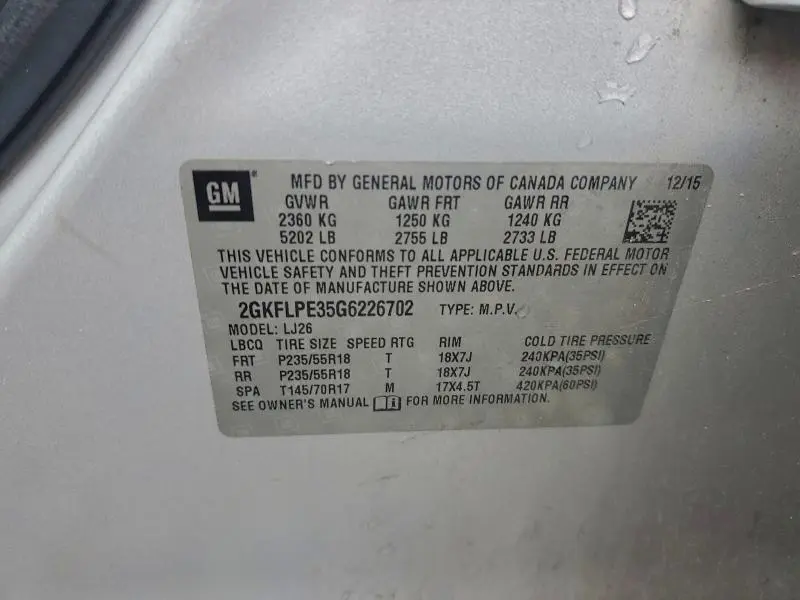 GM MFD BY GENERAL MOTORS OF CANADA COMPANY 12/15
GVWR GAWR FRT GAWR RR
2360 KG 1250 KG 1240 KG
5202 LB 2755 LB 2733 LB
THIS VEHICLE CONFORMS TO ALL APPLICABLE U.S. FEDERAL MOTOR
VEHICLE SAFETY AND THEFT PREVENTION STANDARDS IN EFFECT ON
THE DATE OF MANUFACTURE SHOWN ABOVE.
2GKFLPE35G6226702 TYPE: M.P.V.
MODEL: LJ26
LBCQ TIRE SIZE SPEED RTG RIM COLD TIRE PRESSURE
FRT P235/55R18 T 18X7J 240KPA(35PSI)
RR P235/55R18 T 18X7J 240KPA(35PSI)
SPA T145/70R17 M 17X4.5T 420KPA(60PSI)
SEE OWNER'S MANUAL FOR MORE INFORMATION.